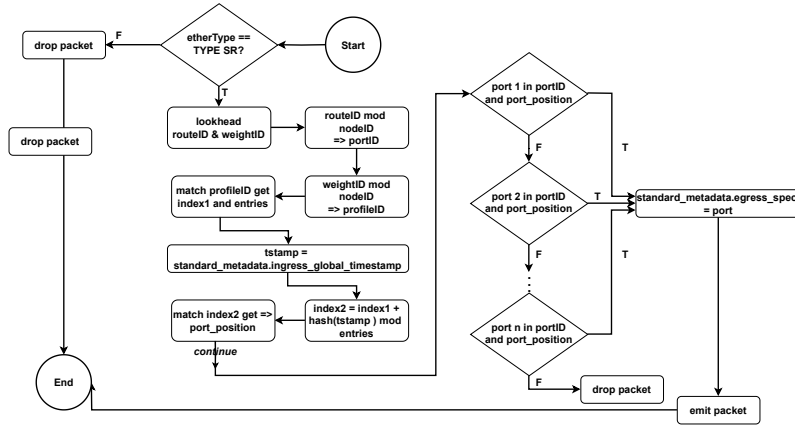 Start
etherType ==
TYPE SR?
F
drop packet
drop packet
T
lookhead
routeID & weightID
routeID mod
nodeID
=> portID
weightID mod
nodeID
=> profileID
match profileID get
index1 and entries
tstamp =
standard_metadata.ingress_global_timestamp
index2 = index1 +
hash(tstamp ) mod
entries
match index2 get =>
port_position
continue
port 1 in portID
and port_position
T
F
port 2 in portID
and port_position
T
F
. . . .
port n in portID
and port_position
T
F
drop packet
standard_metadata.egress_spec
= port
emit packet
End